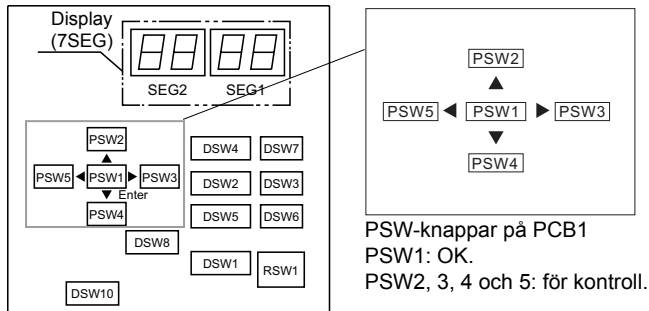 Display
(7SEG)
SEG2 SEG1
PSW2
PSW5 PSW1 PSW3
Enter
PSW4
DSW4 DSW7
DSW2 DSW3
DSW5 DSW6
DSW8
DSW1 RSW1
DSW10
PSW2
PSW5 PSW1 PSW3
PSW4
PSW-knappar på PCB1
PSW1: OK.
PSW2, 3, 4 och 5: för kontroll.